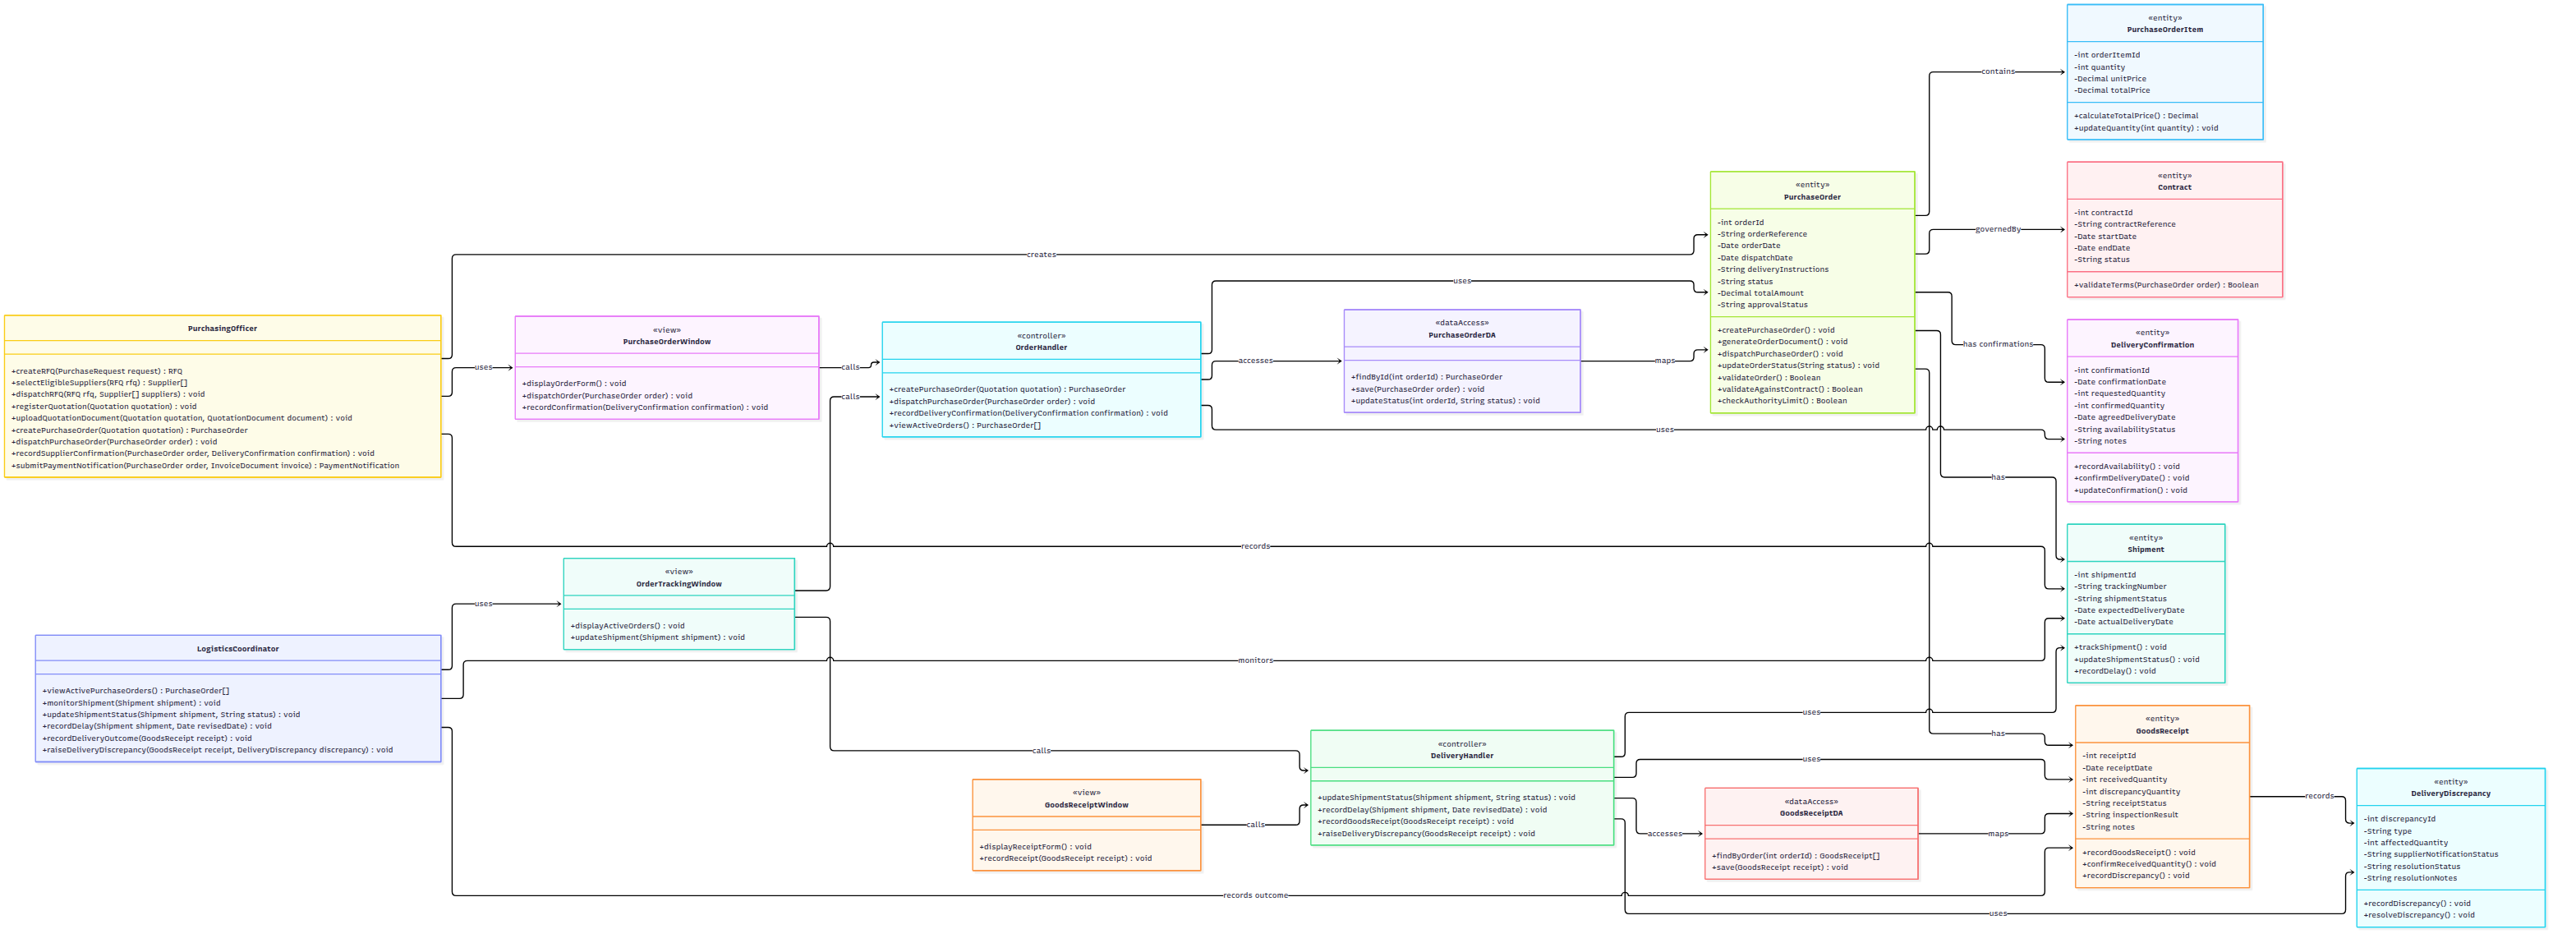 «entity»
PurchaseOrderItem
-int orderItemId
-int quantity
-Decimal unitPrice
-Decimal totalPrice
+calculateTotalPrice() : Decimal
+updateQuantity(int quantity) : void
contains
«entity»
Contract
-int contractId
-String contractReference
-Date startDate
-Date endDate
-String status
+validateTerms(PurchaseOrder order) : Boolean
governedBy
«entity»
PurchaseOrder
-int orderId
-String orderReference
-Date orderDate
-Date dispatchDate
-String deliveryInstructions
-String status
-Decimal totalAmount
-String approvalStatus
+createPurchaseOrder() : void
+generateOrderDocument() : void
+dispatchPurchaseOrder() : void
+updateOrderStatus(String status) : void
+validateOrder() : Boolean
+validateAgainstContract() : Boolean
+checkAuthorityLimit() : Boolean
creates
uses
PurchasingOfficer
+createRFQ(PurchaseRequest request) : RFQ
+selectEligibleSuppliers(RFQ rfq) : Supplier[]
+dispatchRFQ(RFQ rfq, Supplier[] suppliers) : void
+registerQuotation(Quotation quotation) : void
+uploadQuotationDocument(Quotation quotation, QuotationDocument document) : void
+createPurchaseOrder(Quotation quotation) : PurchaseOrder
+dispatchPurchaseOrder(PurchaseOrder order) : void
+recordSupplierConfirmation(PurchaseOrder order, DeliveryConfirmation confirmation) : void
+submitPaymentNotification(PurchaseOrder order, InvoiceDocument invoice) : PaymentNotification
uses
«view»
PurchaseOrderWindow
+displayOrderForm() : void
+dispatchOrder(PurchaseOrder order) : void
+recordConfirmation(DeliveryConfirmation confirmation) : void
calls
calls
«controller»
OrderHandler
+createPurchaseOrder(Quotation quotation) : PurchaseOrder
+dispatchPurchaseOrder(PurchaseOrder order) : void
+recordDeliveryConfirmation(DeliveryConfirmation confirmation) : void
+viewActiveOrders() : PurchaseOrder[]
accesses
«dataAccess»
PurchaseOrderDA
+findById(int orderId) : PurchaseOrder
+save(PurchaseOrder order) : void
+updateStatus(int orderId, String status) : void
maps
uses
has confirmations
«entity»
DeliveryConfirmation
-int confirmationId
-Date confirmationDate
-int requestedQuantity
-int confirmedQuantity
-Date agreedDeliveryDate
-String availabilityStatus
-String notes
+recordAvailability() : void
+confirmDeliveryDate() : void
+updateConfirmation() : void
has
records
«entity»
Shipment
-int shipmentId
-String trackingNumber
-String shipmentStatus
-Date expectedDeliveryDate
-Date actualDeliveryDate
+trackShipment() : void
+updateShipmentStatus() : void
+recordDelay() : void
«view»
OrderTrackingWindow
+displayActiveOrders() : void
+updateShipment(Shipment shipment) : void
uses
LogisticsCoordinator
+viewActivePurchaseOrders() : PurchaseOrder[]
+monitorShipment(Shipment shipment) : void
+updateShipmentStatus(Shipment shipment, String status) : void
+recordDelay(Shipment shipment, Date revisedDate) : void
+recordDeliveryOutcome(GoodsReceipt receipt) : void
+raiseDeliveryDiscrepancy(GoodsReceipt receipt, DeliveryDiscrepancy discrepancy) : void
monitors
uses
has
calls
«controller»
DeliveryHandler
+updateShipmentStatus(Shipment shipment, String status) : void
+recordDelay(Shipment shipment, Date revisedDate) : void
+recordGoodsReceipt(GoodsReceipt receipt) : void
+raiseDeliveryDiscrepancy(GoodsReceipt receipt) : void
uses
«view»
GoodsReceiptWindow
+displayReceiptForm() : void
+recordReceipt(GoodsReceipt receipt) : void
calls
accesses
«dataAccess»
GoodsReceiptDA
+findByOrder(int orderId) : GoodsReceipt[]
+save(GoodsReceipt receipt) : void
maps
«entity»
GoodsReceipt
-int receiptId
-Date receiptDate
-int receivedQuantity
-int discrepancyQuantity
-String receiptStatus
-String inspectionResult
-String notes
+recordGoodsReceipt() : void
+confirmReceivedQuantity() : void
+recordDiscrepancy() : void
records
«entity»
DeliveryDiscrepancy
-int discrepancyId
-String type
-int affectedQuantity
-String supplierNotificationStatus
-String resolutionStatus
-String resolutionNotes
+recordDiscrepancy() : void
+resolveDiscrepancy() : void
records outcome
uses